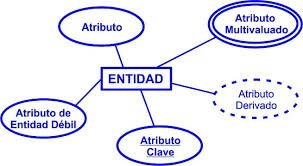 Atributo
Atributo
Multivaluado
ENTIDAD
Atributo
Derivado
Atributo de
Entidad Débil
Atributo
Clave